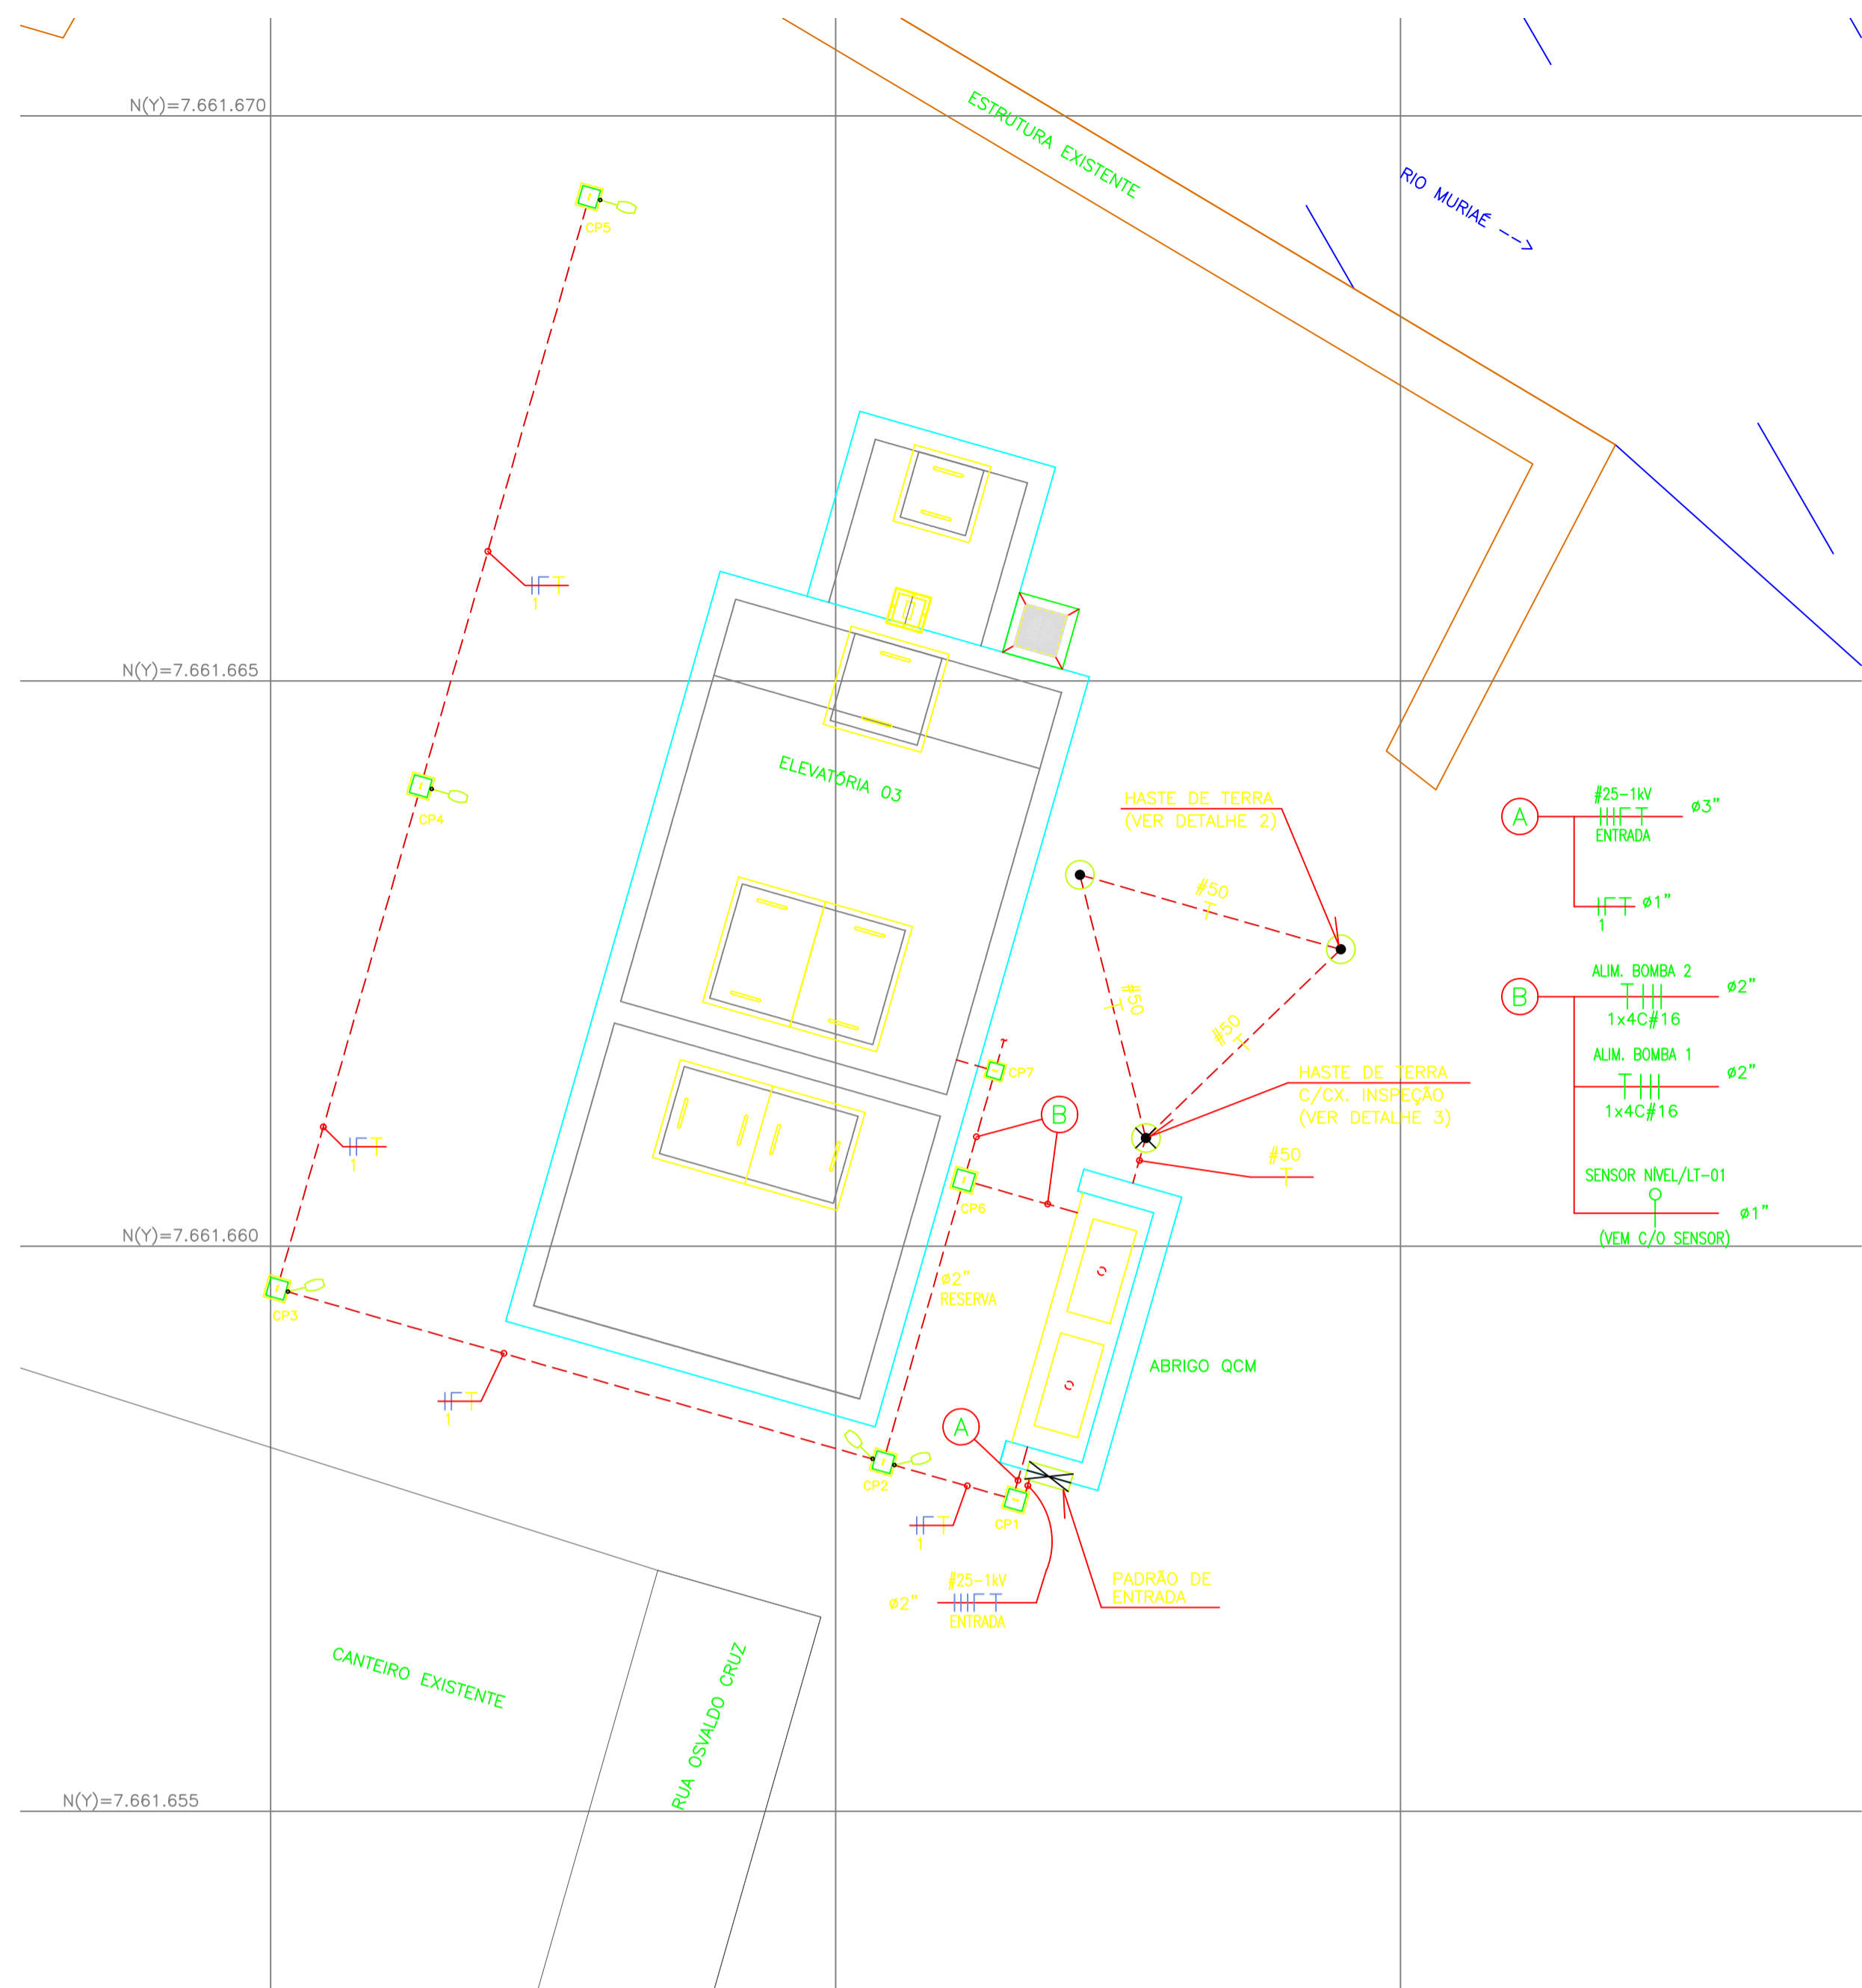 N(Y)=7.661.670
ESTRUTURA EXISTENTE
RIO MURIAÉ
CP5
1
N(Y)=7.661.665
ELEVATÓRIA 03
CP4
HASTE DE TERRA
(VER DETALHE 2)
#50
T
#50
T
#50
T
A
#25-1kV
ø3"
ENTRADA
ø1"
1
B
ALIM. BOMBA 2
ø2"
1x4C#16
ALIM. BOMBA 1
ø2"
1x4C#16
SENSOR NÍVEL/LT-01
ø1"
(VEM C/O SENSOR)
CP7
B
HASTE DE TERRA
C/CX. INSPEÇÃO
(VER DETALHE 3)
#50
T
1
CP6
N(Y)=7.661.660
CP3
ø2"
RESERVA
ABRIGO QCM
1
A
CP2
CP1
1
#25-1kV
ø2"
ENTRADA
PADRÃO DE
ENTRADA
CANTEIRO EXISTENTE
RUA OSVALDO CRUZ
N(Y)=7.661.655